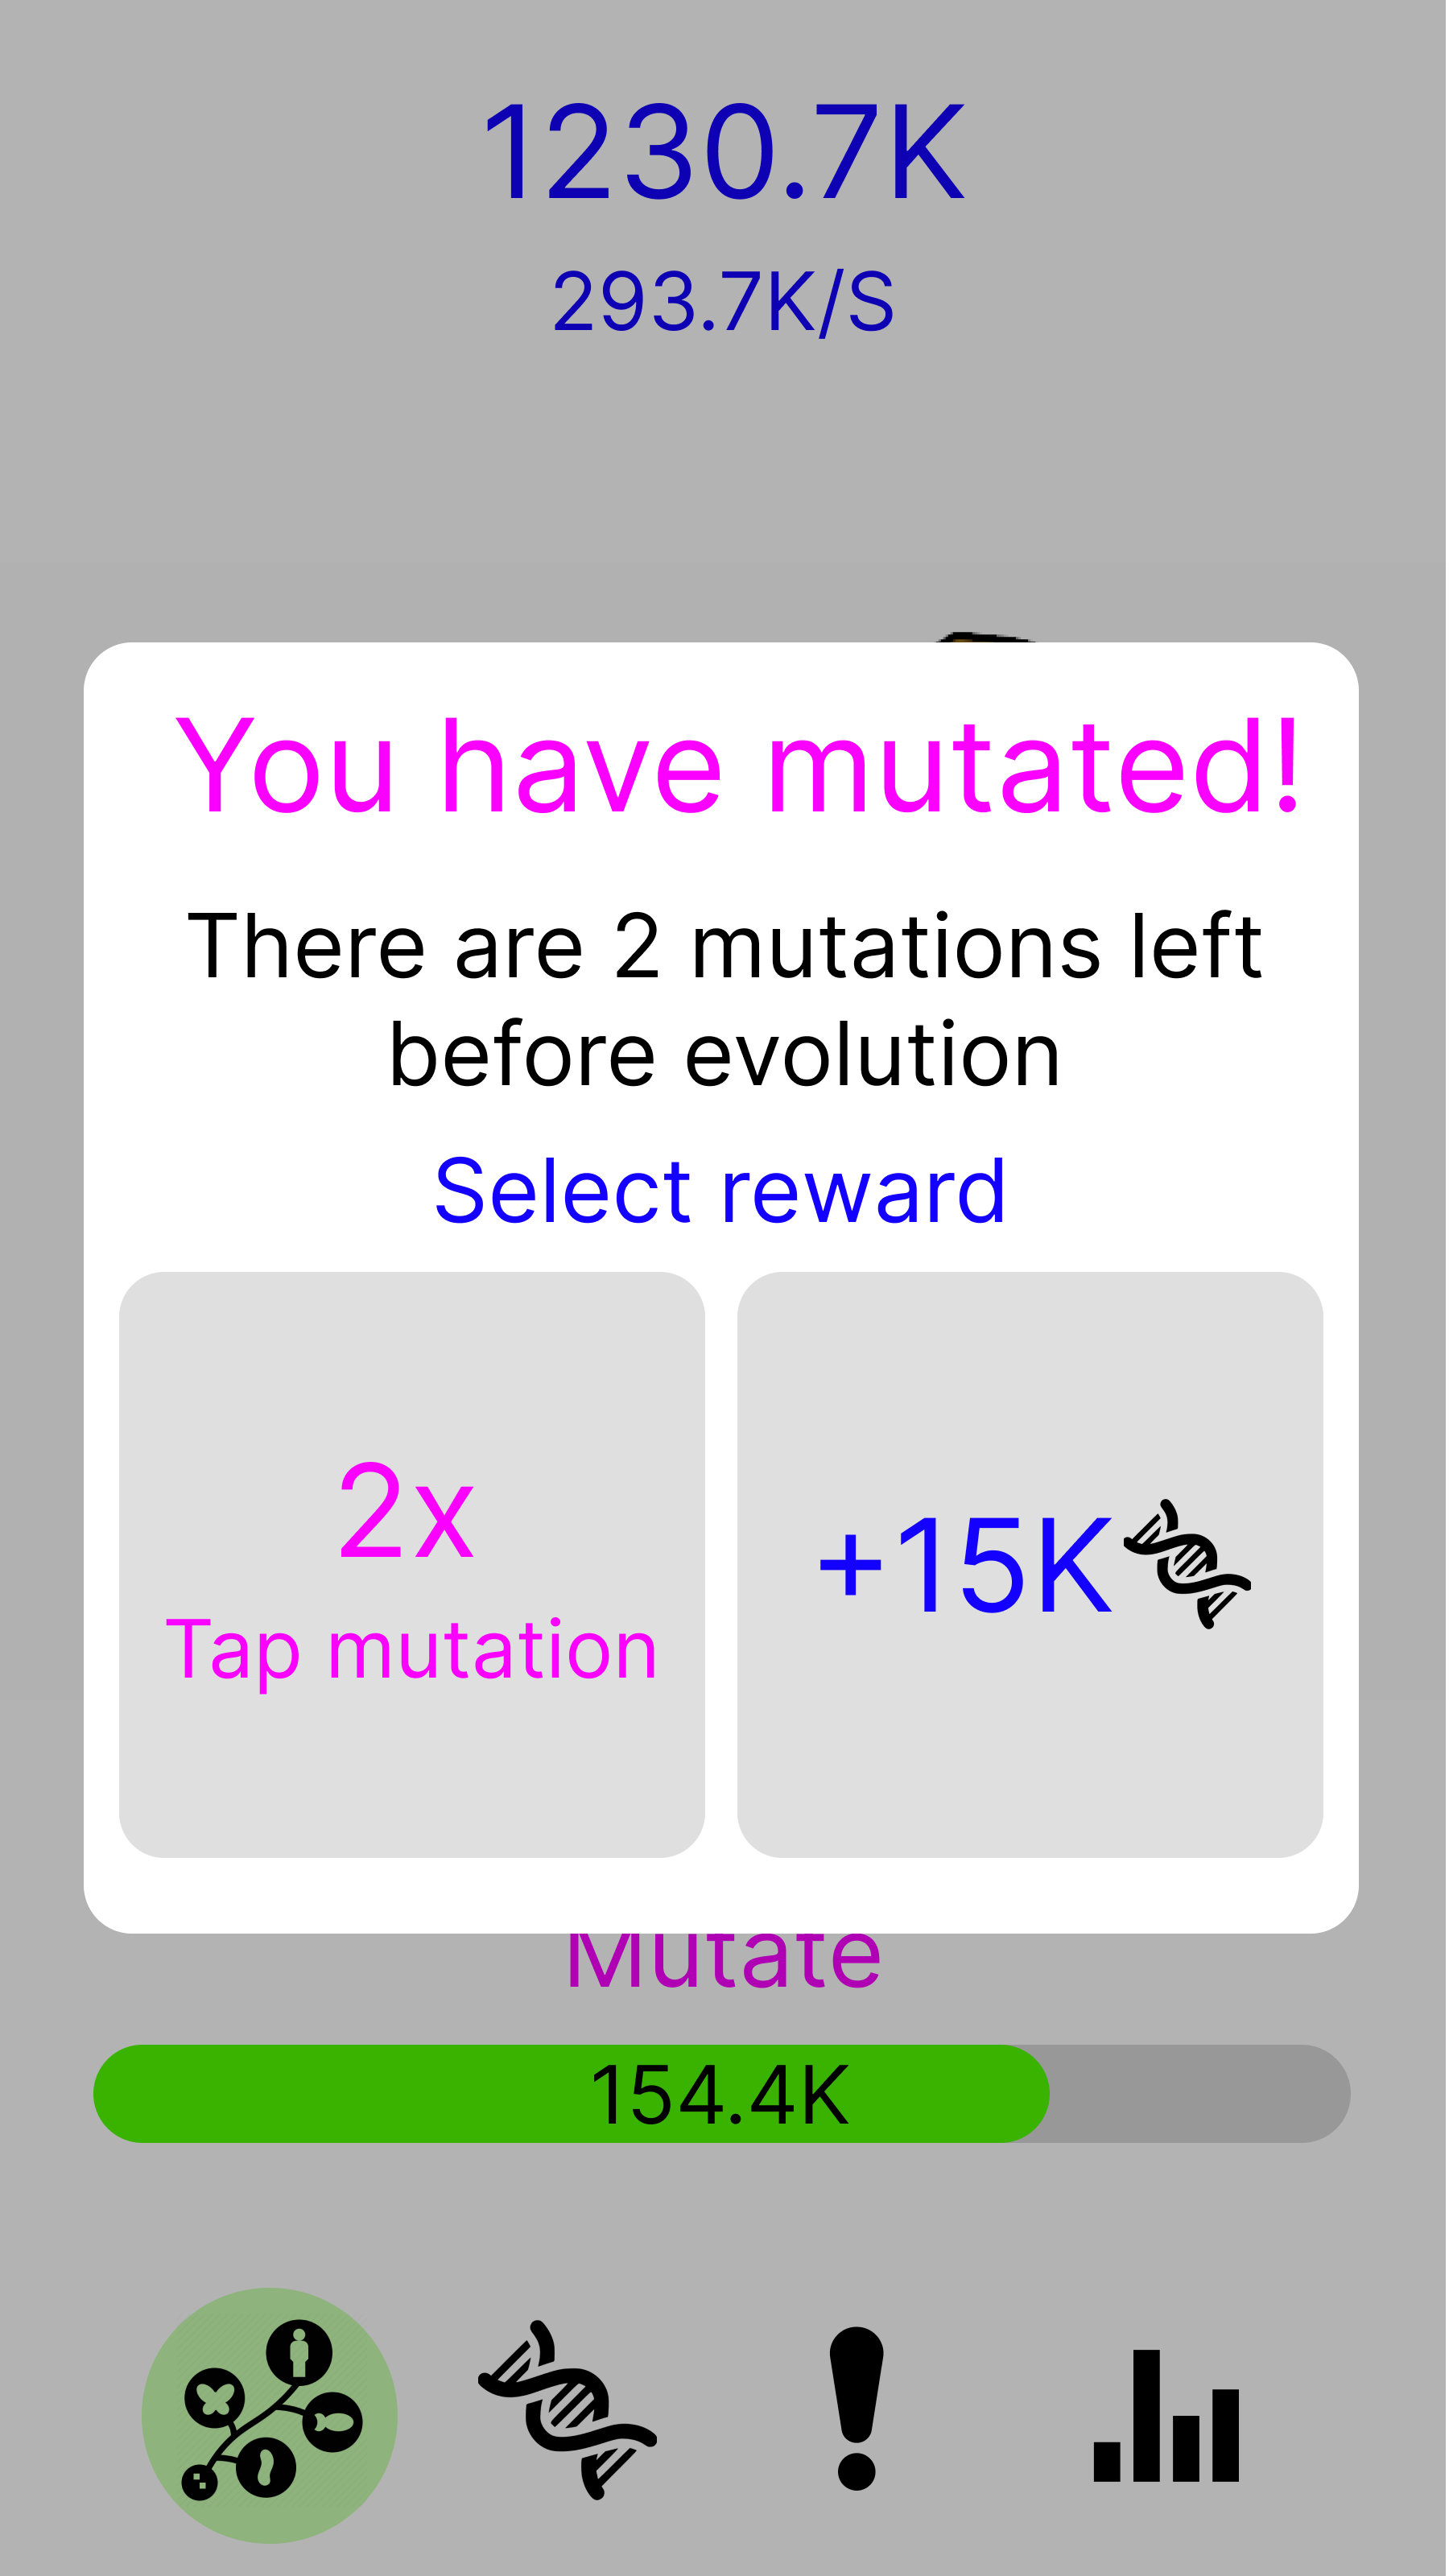 1230.7K
293.7K/S
You have mutated!
There are 2 mutations left
before evolution
Select reward
2x
Tap mutation
+15K
Mutate
154.4K